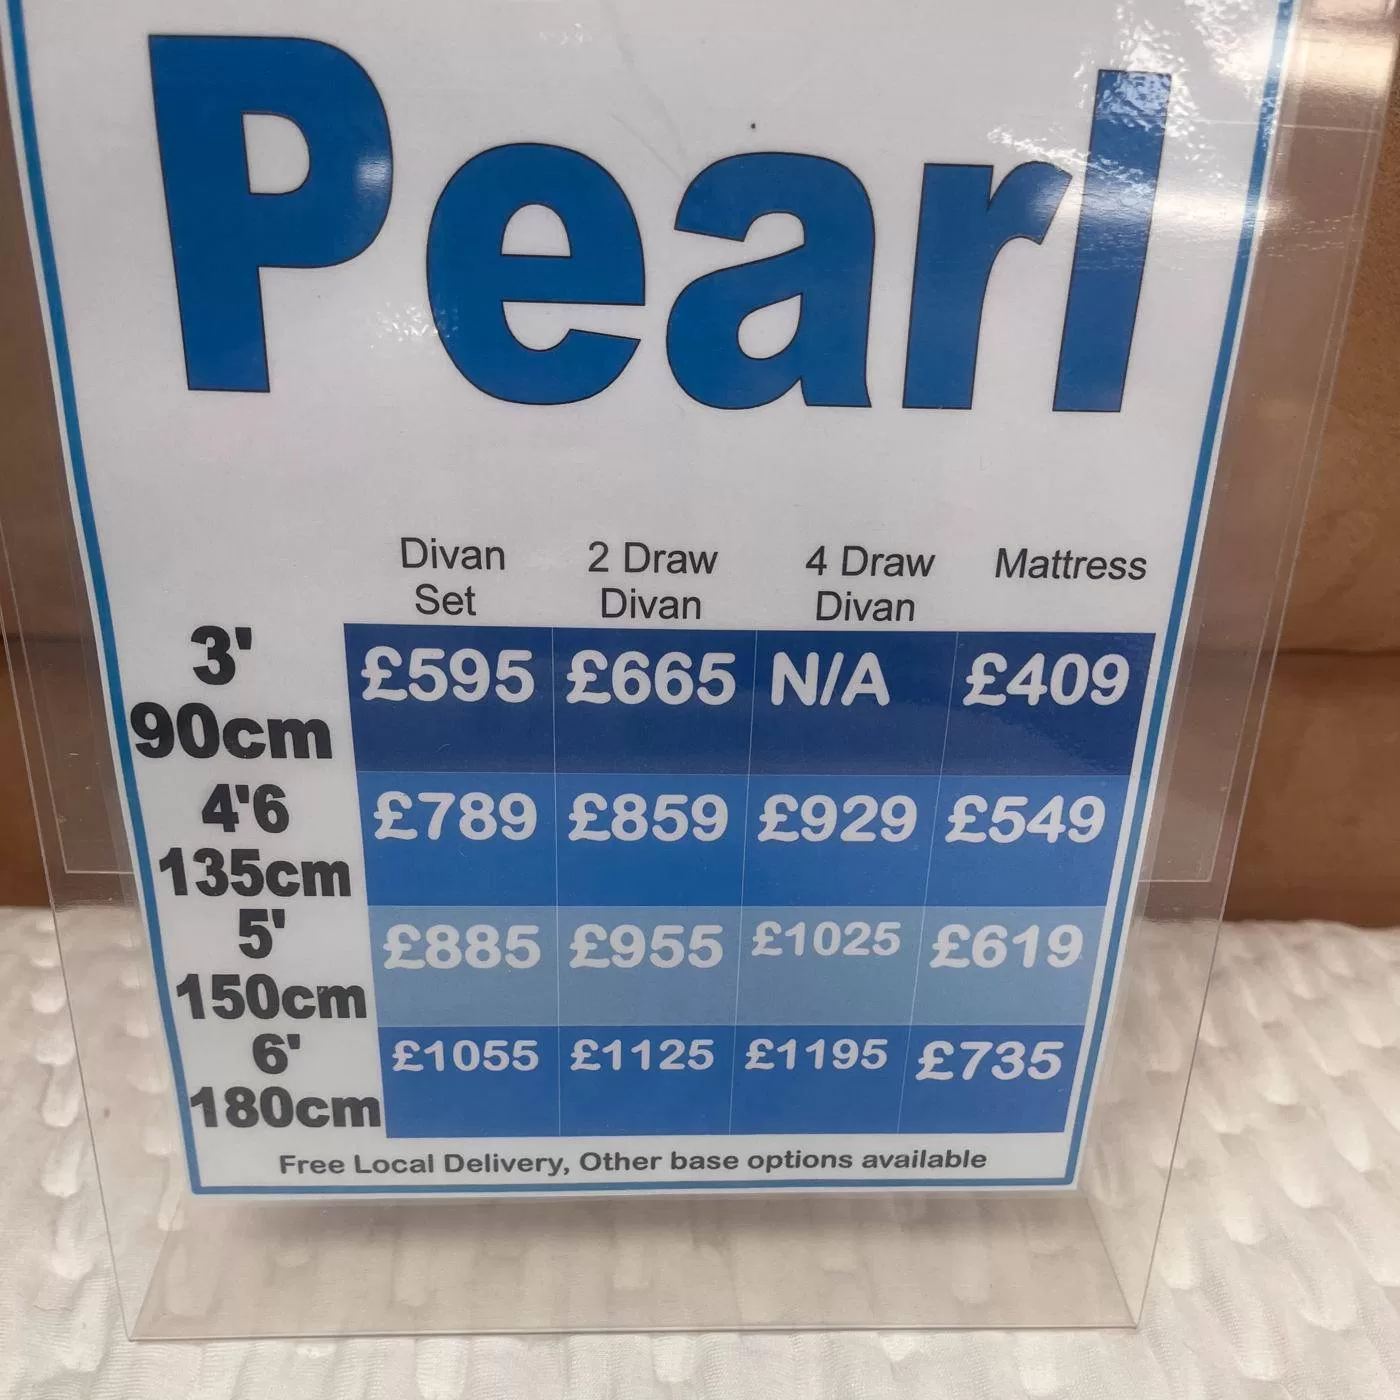 Pearl
Divan Set 2 Draw Divan 4 Draw Divan Mattress
3' 90cm £595 £665 N/A £409
4'6 135cm £789 £859 £929 £549
5' 150cm £885 £955 £1025 £619
6' 180cm £1055 £1125 £1195 £735
Free Local Delivery, Other base options available